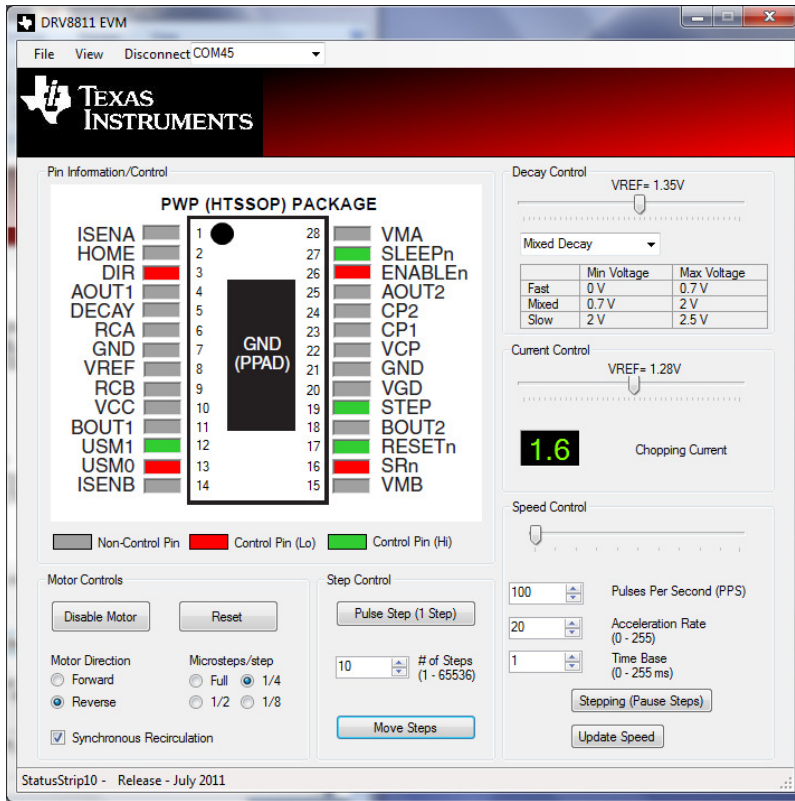 DRV8811 EVM
File View Disconnect COM45
TEXAS
INSTRUMENTS
Pin Information/Control
PWP (HTSSOP) PACKAGE
ISENA 1 28 VMA
HOME 2 27 SLEEPn
DIR 3 26 ENABLEn
AOUT1 4 25 AOUT2
DECAY 5 24 CP2
RCA 6 23 CP1
GND 7 22 VCP
VREF 8 21 GND
RCB 9 20 VGD
VCC 10 19 STEP
BOUT1 11 18 BOUT2
USM1 12 17 RESETn
USM0 13 16 SRn
ISENB 14 15 VMB
GND
(PPAD)
Non-Control Pin Control Pin (Lo) Control Pin (Hi)
Motor Controls
Disable Motor Reset
Motor Direction
Forward
Reverse
Microsteps/step
Full 1/4
1/2 1/8
Synchronous Recirculation
Step Control
Pulse Step (1 Step)
10 # of Steps
(1 - 65536)
Move Steps
Decay Control
VREF= 1.35V
Mixed Decay
Min Voltage Max Voltage
Fast 0 V 0.7 V
Mixed 0.7 V 2 V
Slow 2 V 2.5 V
Current Control
VREF= 1.28V
1.6 Chopping Current
Speed Control
100 Pulses Per Second (PPS)
20 Acceleration Rate
(0 - 255)
1 Time Base
(0 - 255 ms)
Stepping (Pause Steps)
Update Speed
StatusStrip10 - Release - July 2011